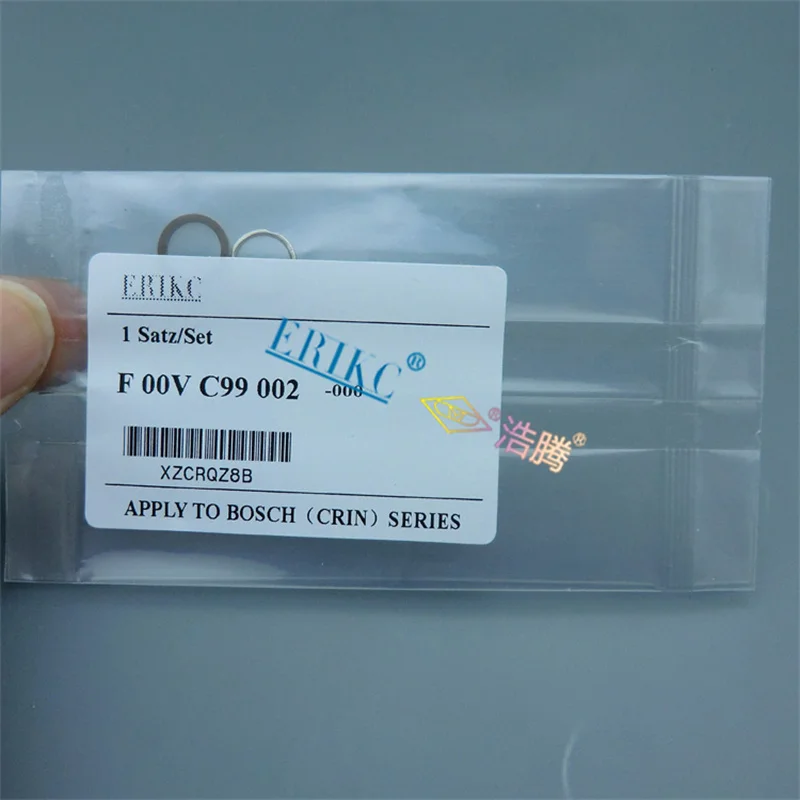 ERIKC
1 Satz/Set
ERIKC®
F 00V C99 002 -000
®浩腾®
XZCRQZ8B
APPLY TO BOSCH（CRIN）SERIES